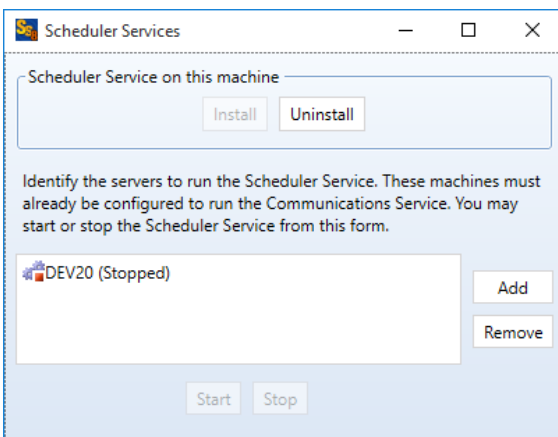 Scheduler Services
Scheduler Service on this machine
Install Uninstall
Identify the servers to run the Scheduler Service. These machines must
already be configured to run the Communications Service. You may
start or stop the Scheduler Service from this form.
DEV20 (Stopped)
Add
Remove
Start Stop